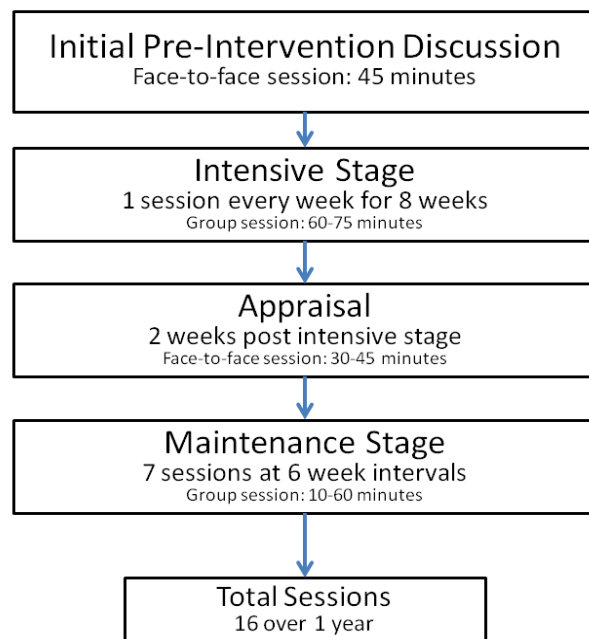 Initial Pre-Intervention Discussion
Face-to-face session: 45 minutes
Intensive Stage
1 session every week for 8 weeks
Group session: 60-75 minutes
Appraisal
2 weeks post intensive stage
Face-to-face session: 30-45 minutes
Maintenance Stage
7 sessions at 6 week intervals
Group session: 10-60 minutes
Total Sessions
16 over 1 year